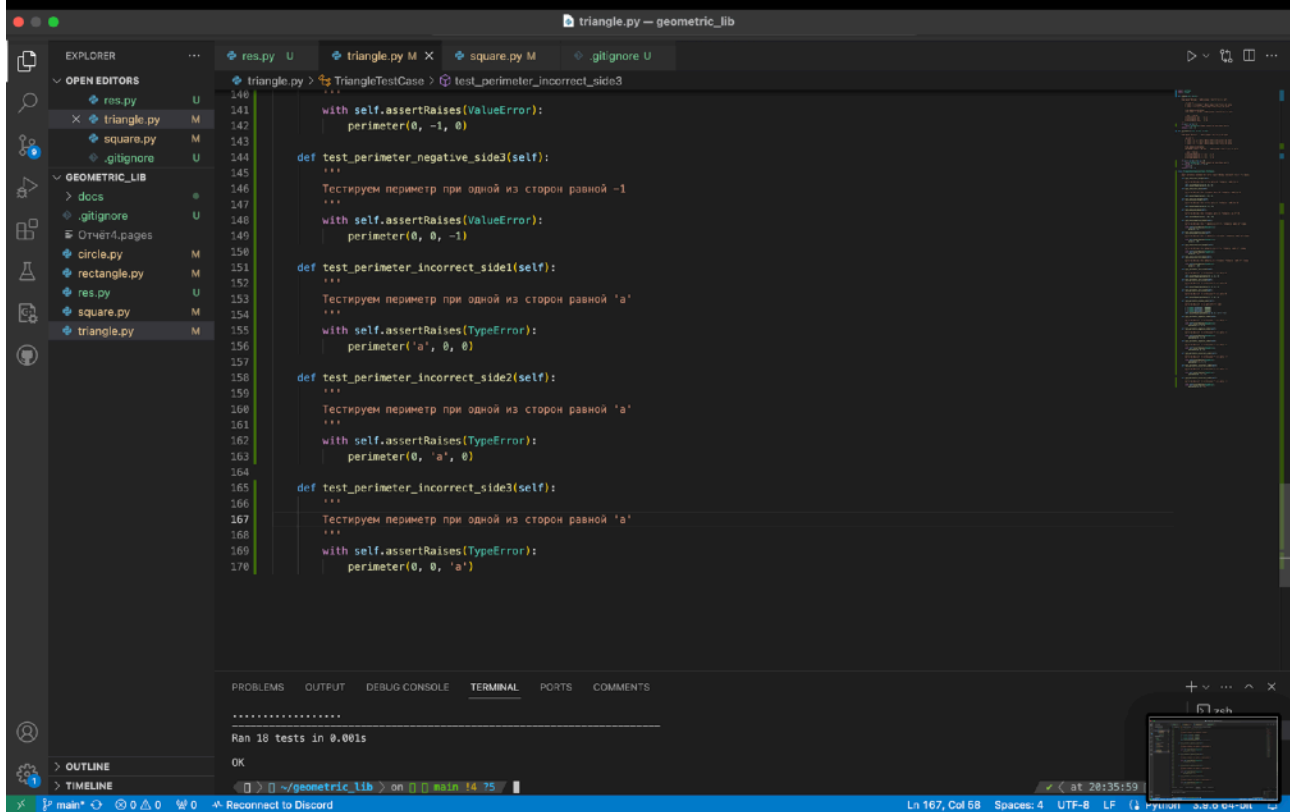 triangle.py — geometric_lib
EXPLORER
OPEN EDITORS
res.py U
triangle.py M
square.py M
.gitignore U
GEOMETRIC_LIB
docs
.gitignore U
Отчёт4.pages
circle.py M
rectangle.py M
res.py U
square.py M
triangle.py M
OUTLINE
TIMELINE
res.py U
triangle.py M
square.py M
.gitignore U
triangle.py > TriangleTestCase > test_perimeter_incorrect_side3
140 '''
141 with self.assertRaises(ValueError):
142 perimeter(0, -1, 0)
143
144 def test_perimeter_negative_side3(self):
145 '''
146 Тестируем периметр при одной из сторон равной -1
147 '''
148 with self.assertRaises(ValueError):
149 perimeter(0, 0, -1)
150
151 def test_perimeter_incorrect_side1(self):
152 '''
153 Тестируем периметр при одной из сторон равной 'a'
154 '''
155 with self.assertRaises(TypeError):
156 perimeter('a', 0, 0)
157
158 def test_perimeter_incorrect_side2(self):
159 '''
160 Тестируем периметр при одной из сторон равной 'a'
161 '''
162 with self.assertRaises(TypeError):
163 perimeter(0, 'a', 0)
164
165 def test_perimeter_incorrect_side3(self):
166 '''
167 Тестируем периметр при одной из сторон равной 'a'
168 '''
169 with self.assertRaises(TypeError):
170 perimeter(0, 0, 'a')
PROBLEMS OUTPUT DEBUG CONSOLE TERMINAL PORTS COMMENTS
zsh
..................
Ran 18 tests in 0.001s
OK
~/geometric_lib on main !4 ?5
at 20:35:59
main* 0 0 0 Reconnect to Discord
Ln 167, Col 58 Spaces: 4 UTF-8 LF Python 3.9.6 64-bit